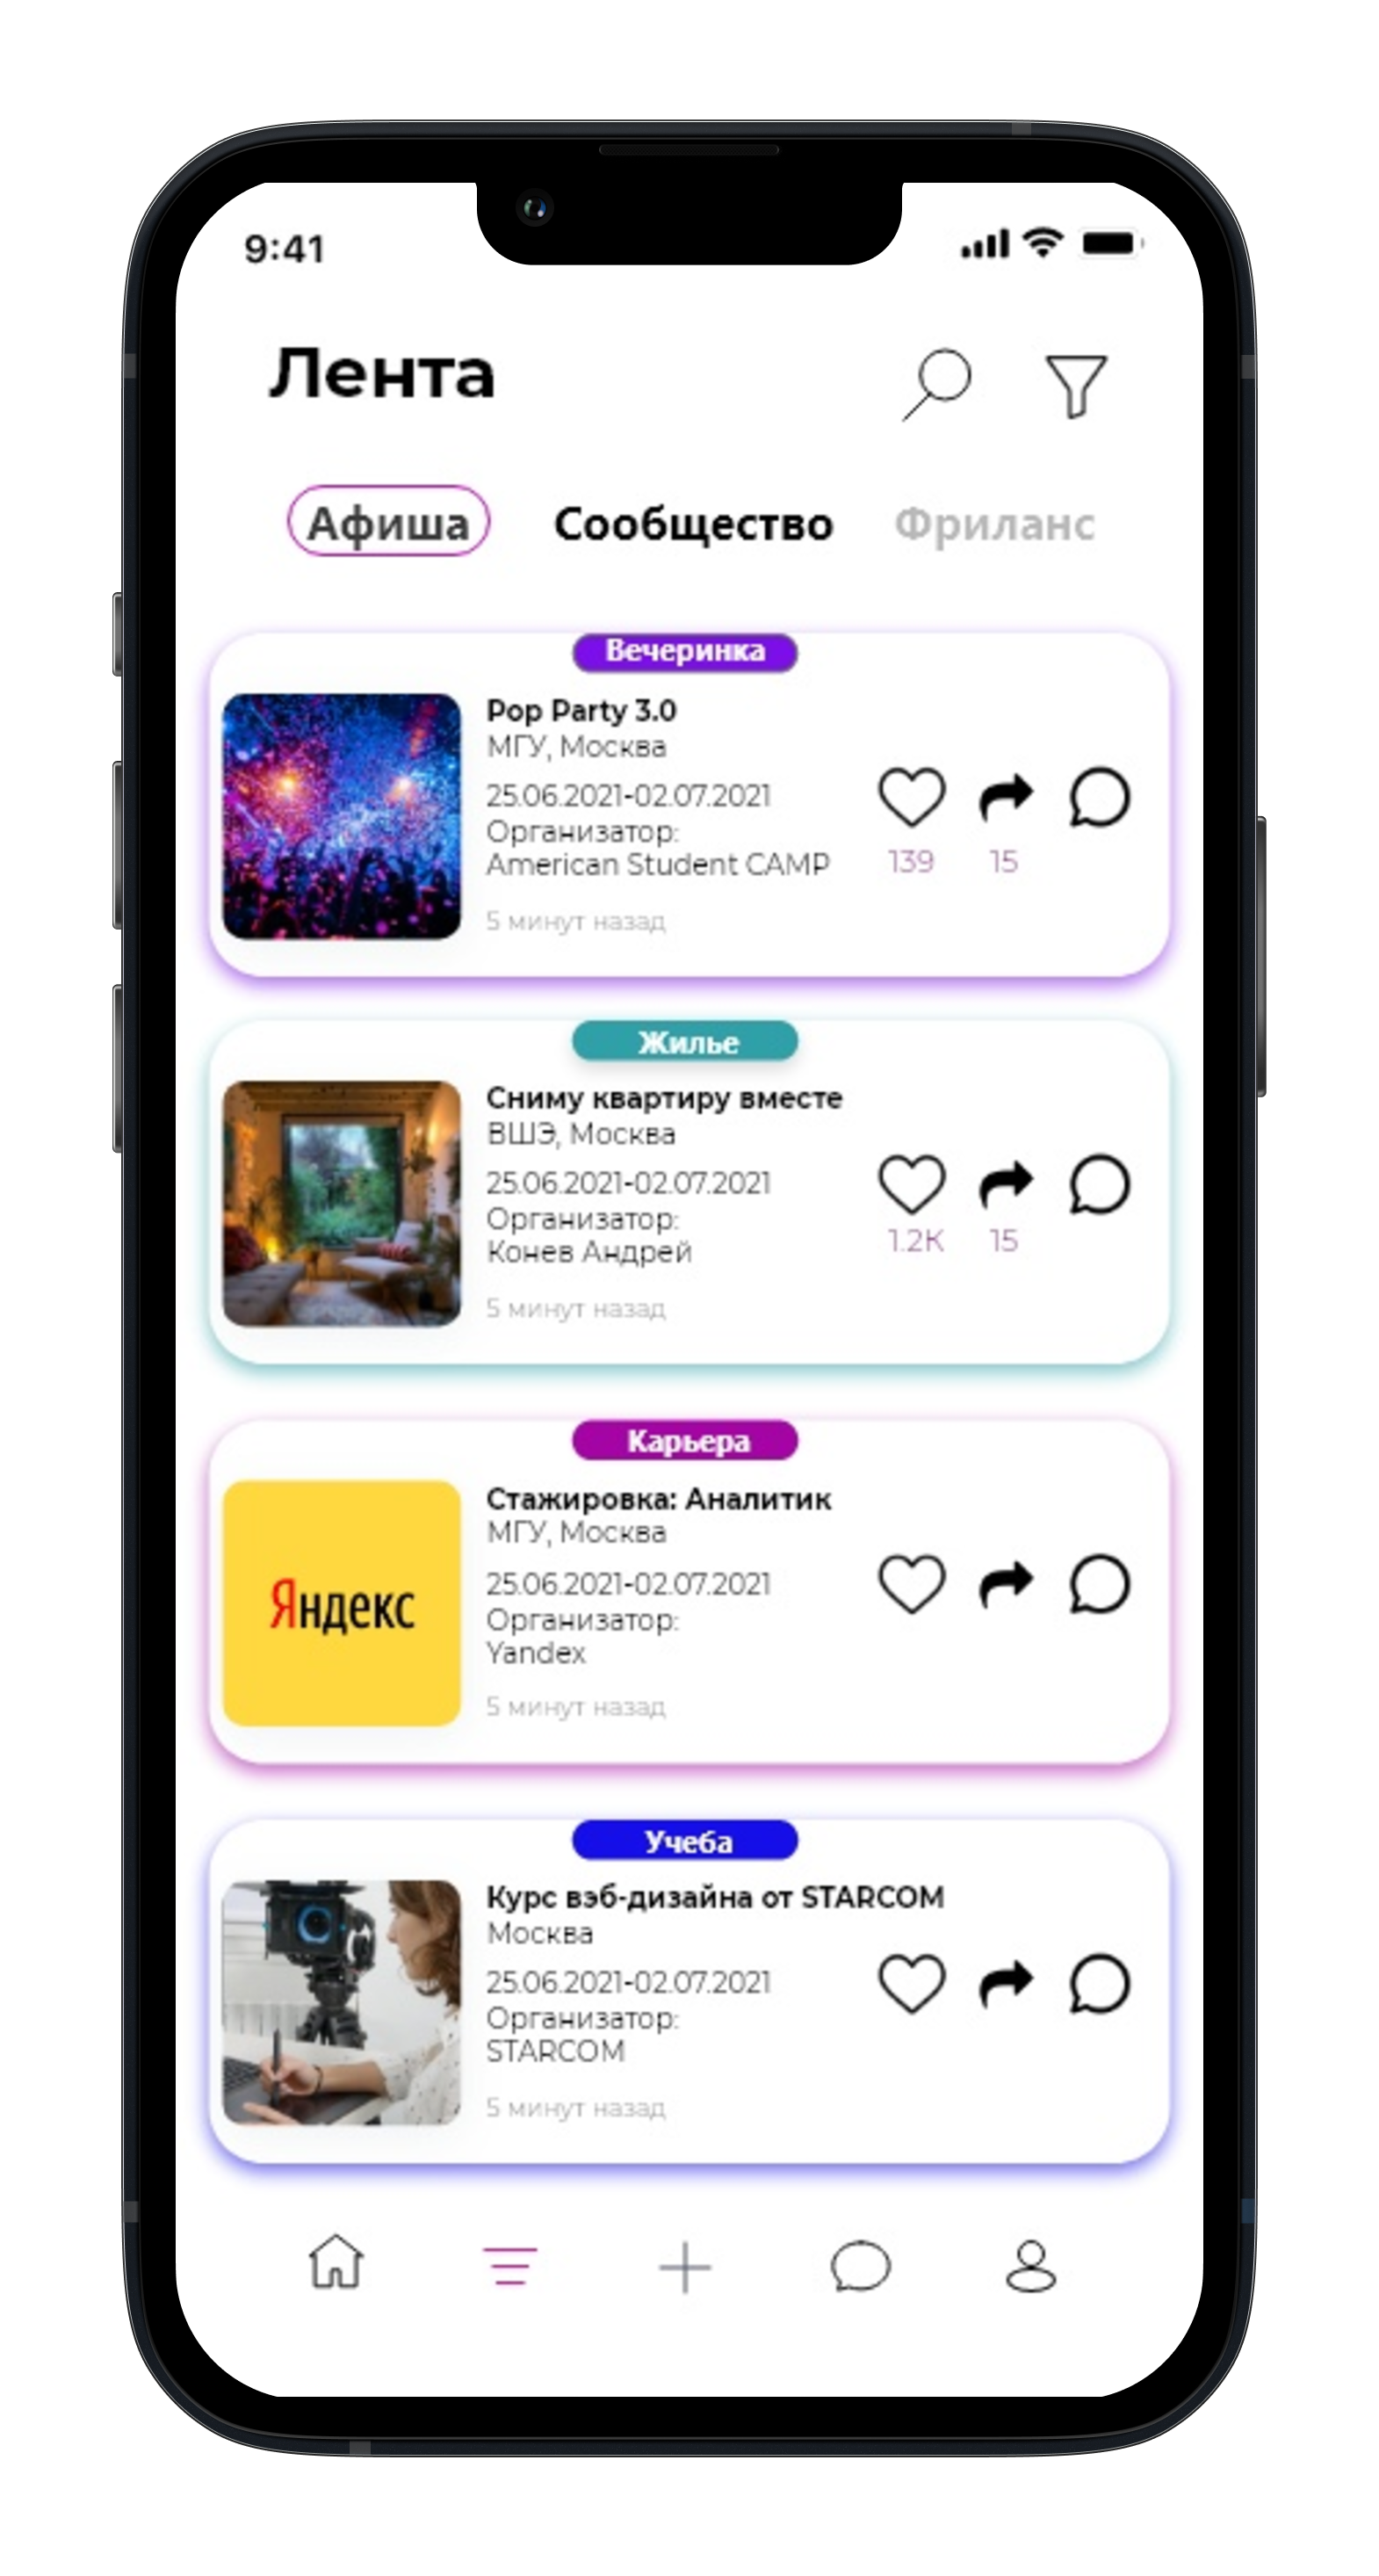 9:41
Лента
Афиша Сообщество Фриланс
Вечеринка
Pop Party 3.0
МГУ, Москва
25.06.2021-02.07.2021
Организатор:
American Student CAMP
139 15
5 минут назад
Жилье
Сниму квартиру вместе
ВШЭ, Москва
25.06.2021-02.07.2021
Организатор:
Конев Андрей
1.2K 15
5 минут назад
Карьера
Яндекс
Стажировка: Аналитик
МГУ, Москва
25.06.2021-02.07.2021
Организатор:
Yandex
5 минут назад
Учеба
Курс вэб-дизайна от STARCOM
Москва
25.06.2021-02.07.2021
Организатор:
STARCOM
5 минут назад